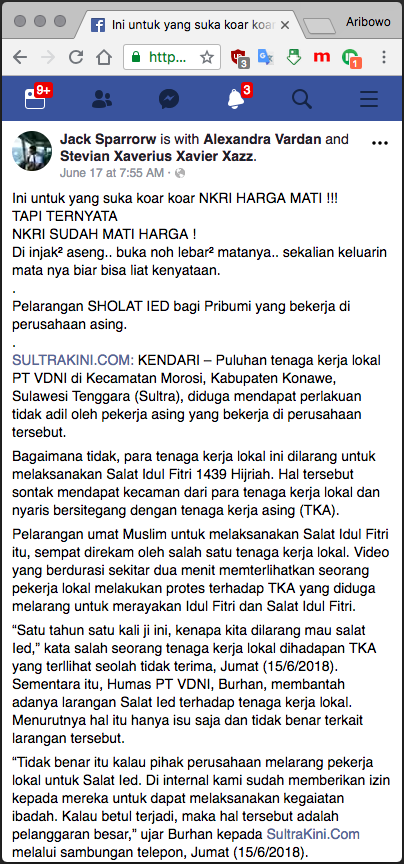 Ini untuk yang suka koar koar
Aribowo
http...
3
1
9+
3
Jack Sparrorw is with Alexandra Vardan and
Stevian Xaverius Xavier Xazz.
June 17 at 7:55 AM ·
Ini untuk yang suka koar koar NKRI HARGA MATI !!!
TAPI TERNYATA
NKRI SUDAH MATI HARGA !
Di injak² aseng.. buka noh lebar² matanya.. sekalian keluarin
mata nya biar bisa liat kenyataan.
.
Pelarangan SHOLAT IED bagi Pribumi yang bekerja di
perusahaan asing.
.
SULTRAKINI.COM: KENDARI – Puluhan tenaga kerja lokal
PT VDNI di Kecamatan Morosi, Kabupaten Konawe,
Sulawesi Tenggara (Sultra), diduga mendapat perlakuan
tidak adil oleh pekerja asing yang bekerja di perusahaan
tersebut.
Bagaimana tidak, para tenaga kerja lokal ini dilarang untuk
melaksanakan Salat Idul Fitri 1439 Hijriah. Hal tersebut
sontak mendapat kecaman dari para tenaga kerja lokal dan
nyaris bersitegang dengan tenaga kerja asing (TKA).
Pelarangan umat Muslim untuk melaksanakan Salat Idul Fitri
itu, sempat direkam oleh salah satu tenaga kerja lokal. Video
yang berdurasi sekitar dua menit memterlihatkan seorang
pekerja lokal melakukan protes terhadap TKA yang diduga
melarang untuk merayakan Idul Fitri dan Salat Idul Fitri.
“Satu tahun satu kali ji ini, kenapa kita dilarang mau salat
Ied,” kata salah seorang tenaga kerja lokal dihadapan TKA
yang terllihat seolah tidak terima, Jumat (15/6/2018).
Sementara itu, Humas PT VDNI, Burhan, membantah
adanya larangan Salat Ied terhadap tenaga kerja lokal.
Menurutnya hal itu hanya isu saja dan tidak benar terkait
larangan tersebut.
“Tidak benar itu kalau pihak perusahaan melarang pekerja
lokal untuk Salat Ied. Di internal kami sudah memberikan izin
kepada mereka untuk dapat melaksanakan kegaiatan
ibadah. Kalau betul terjadi, maka hal tersebut adalah
pelanggaran besar,” ujar Burhan kepada SultraKini.Com
melalui sambungan telepon, Jumat (15/6/2018).